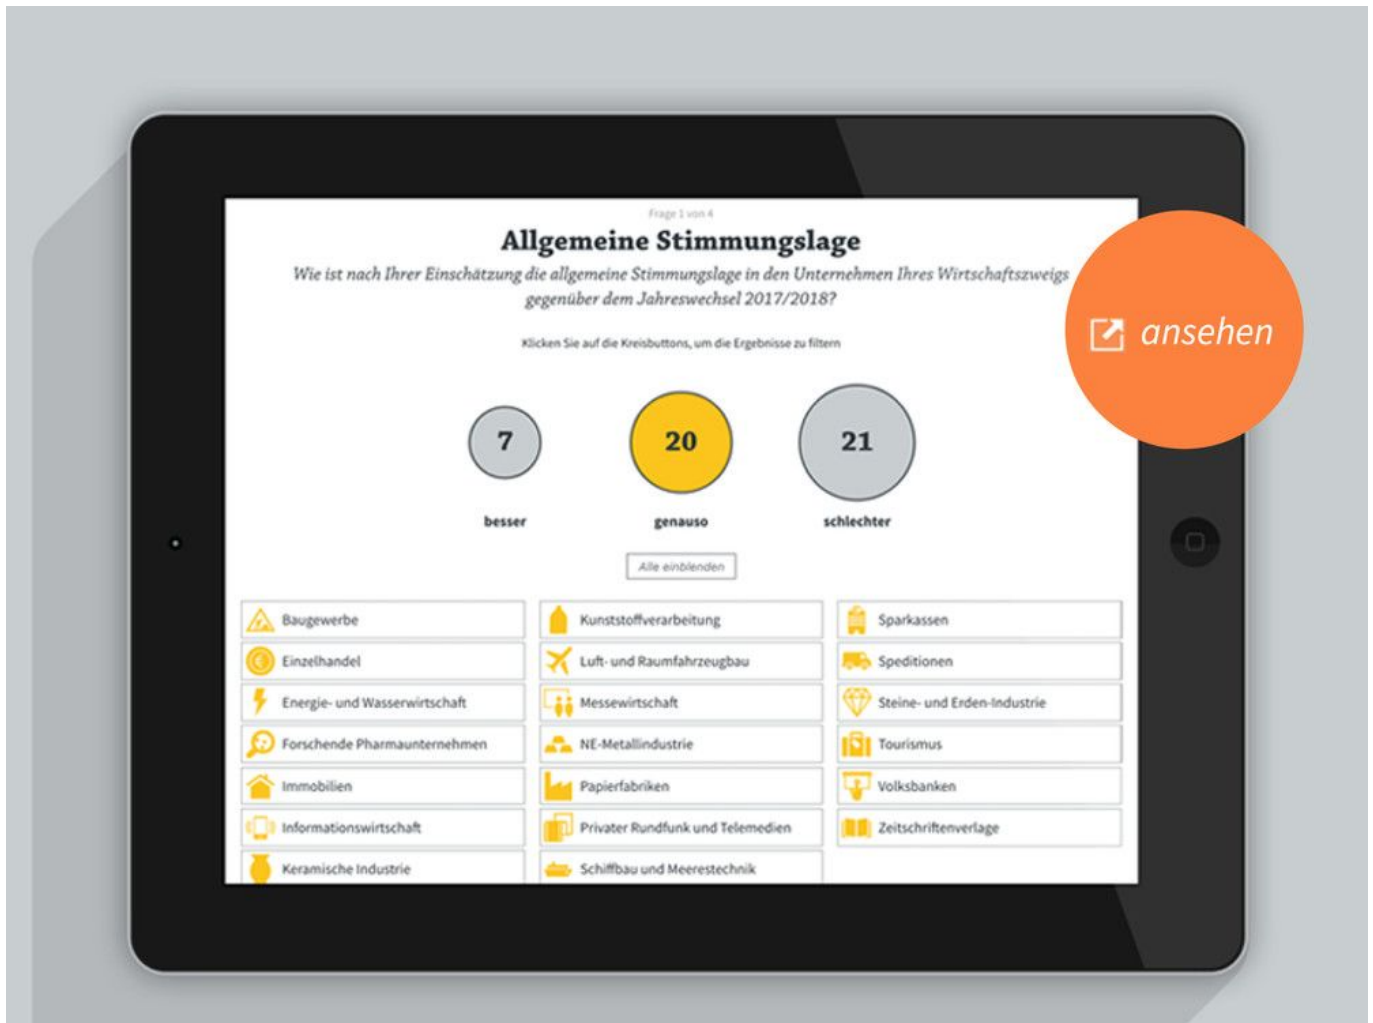 Frage 1 von 4
Allgemeine Stimmungslage
Wie ist nach Ihrer Einschätzung die allgemeine Stimmungslage in den Unternehmen Ihres Wirtschaftszweigs
gegenüber dem Jahreswechsel 2017/2018?
Klicken Sie auf die Kreisbuttons, um die Ergebnisse zu filtern
ansehen
7
20
21
besser
genauso
schlechter
Alle einblenden
Baugewerbe
Einzelhandel
Energie- und Wasserwirtschaft
Forschende Pharmaunternehmen
Immobilien
Informationswirtschaft
Keramische Industrie
Kunststoffverarbeitung
Luft- und Raumfahrzeugbau
Messewirtschaft
NE-Metallindustrie
Papierfabriken
Privater Rundfunk und Telemedien
Schiffbau und Meerestechnik
Sparkassen
Speditionen
Steine- und Erden-Industrie
Tourismus
Volksbanken
Zeitschriftenverlage